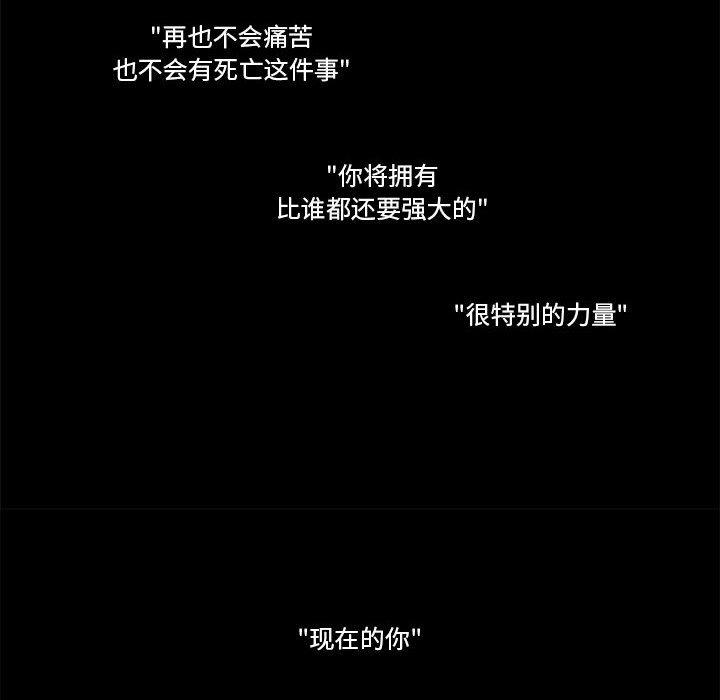 "再也不会痛苦
也不会有死亡这件事"
"你将拥有
比谁都还要强大的"
"很特别的力量"
"现在的你"